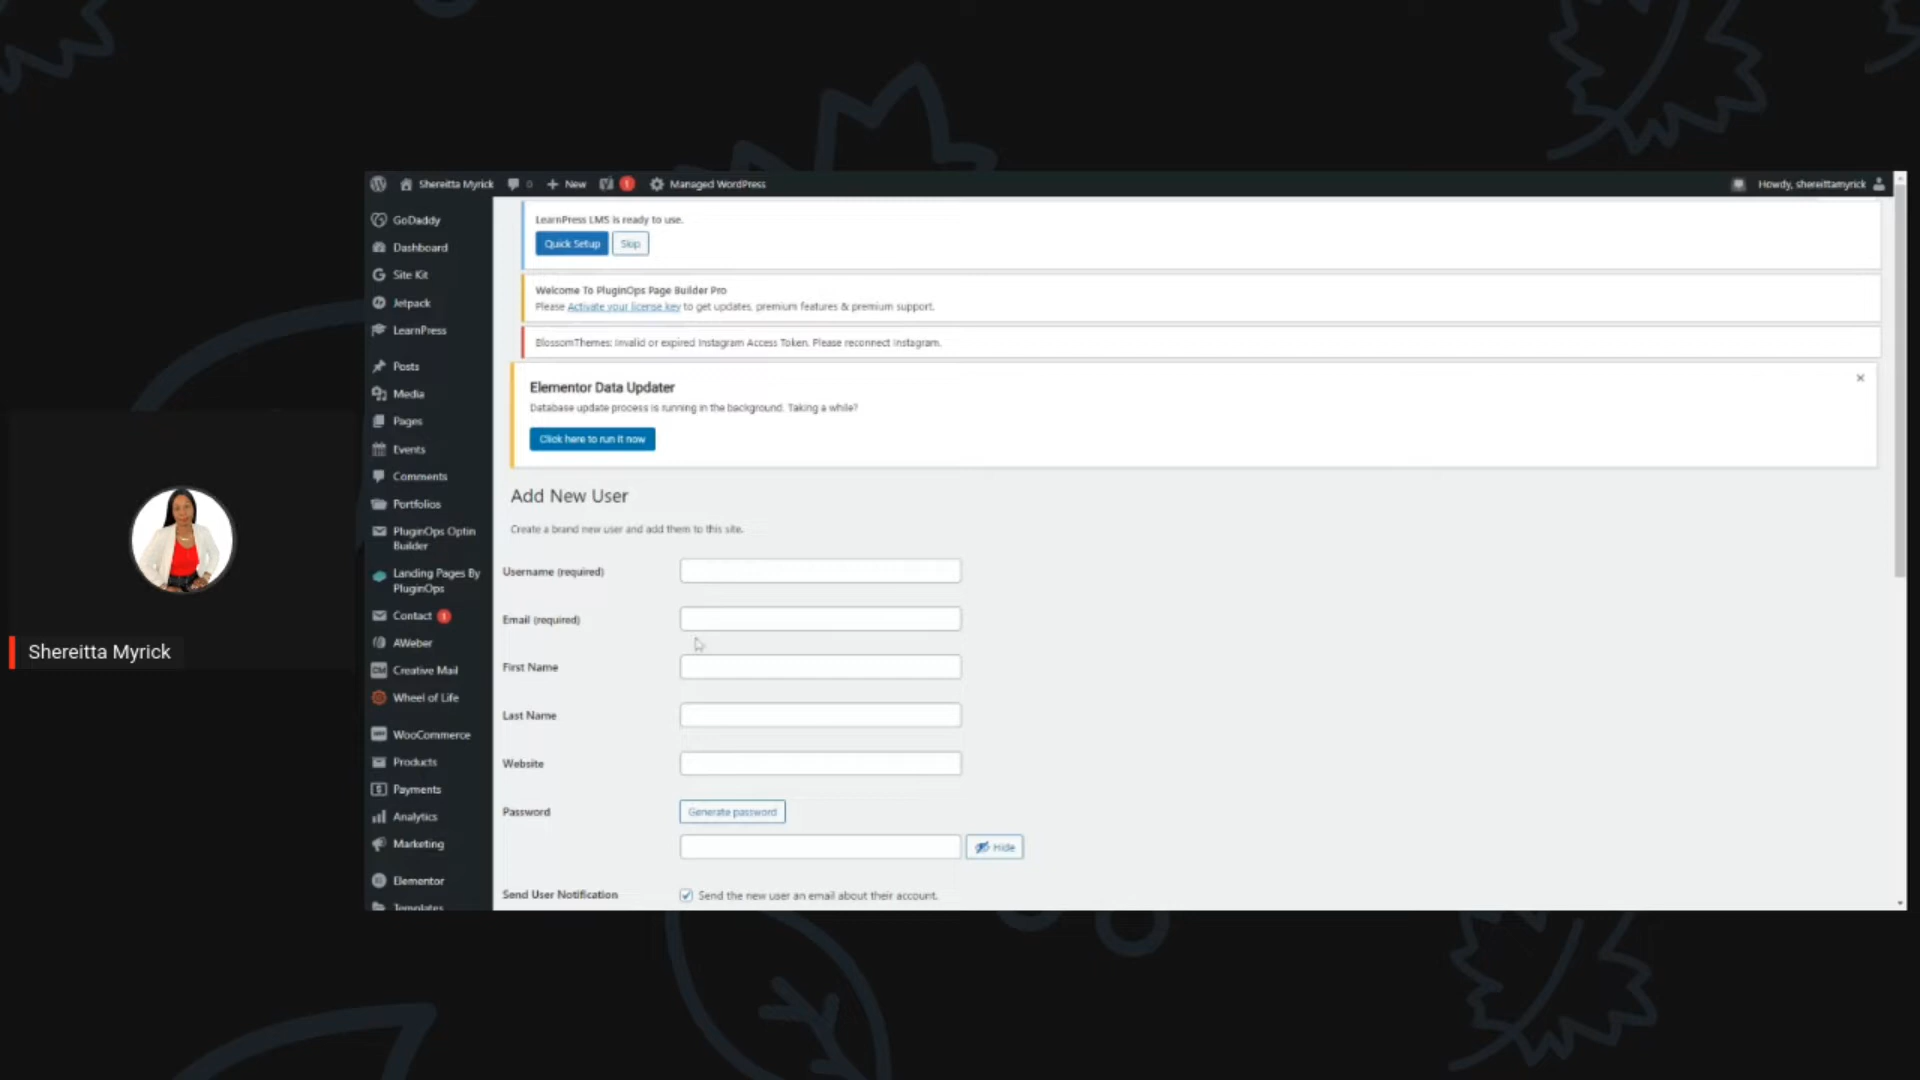 Shereitta Myrick
0
New
1
Managed WordPress
Howdy, shereittamyrick
GoDaddy
Dashboard
Site Kit
Jetpack
LearnPress
Posts
Media
Pages
Events
Comments
Portfolios
PluginOps Optin
Builder
Landing Pages By
PluginOps
Contact 1
AWeber
Creative Mail
Wheel of Life
WooCommerce
Products
Payments
Analytics
Marketing
Elementor
Templates
LearnPress LMS is ready to use.
Quick Setup
Skip
Welcome To PluginOps Page Builder Pro
Please Activate your license key to get updates, premium features & premium support.
BlossomThemes: Invalid or expired Instagram Access Token. Please reconnect Instagram.
Elementor Data Updater
Database update process is running in the background. Taking a while?
Click here to run it now
Add New User
Create a brand new user and add them to this site.
Username (required)
Email (required)
First Name
Last Name
Website
Password
Generate password
Hide
Send User Notification
Send the new user an email about their account.
Shereitta Myrick